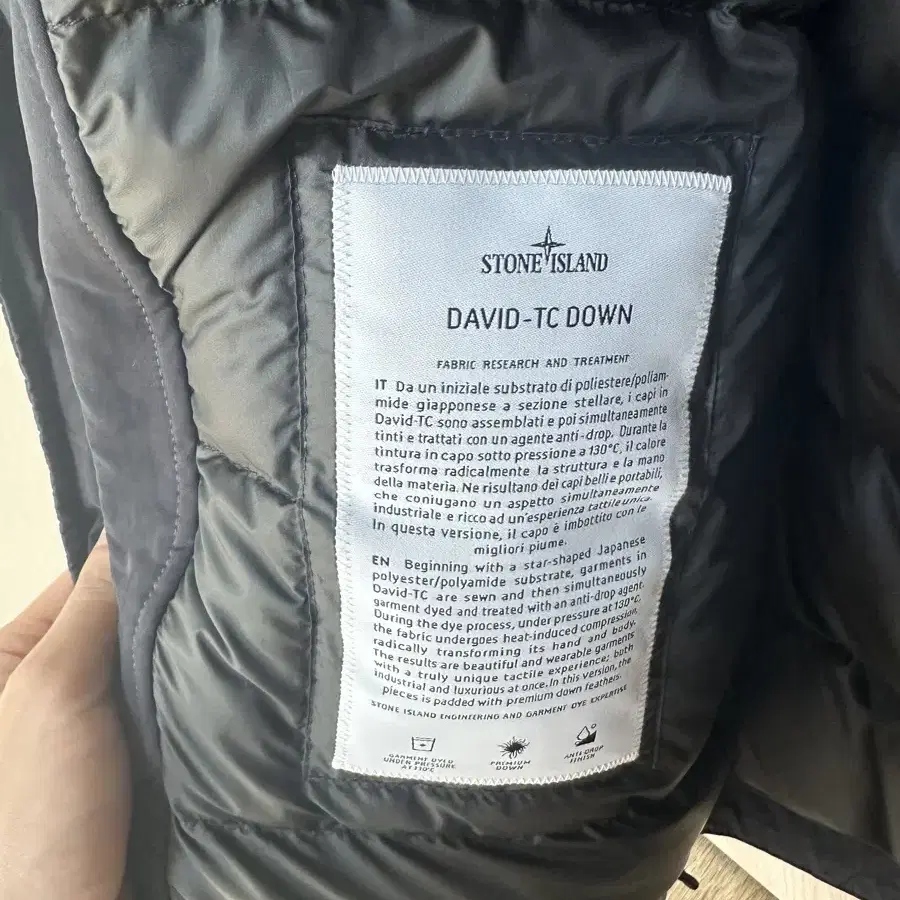 STONE ISLAND
DAVID-TC DOWN
FABRIC RESEARCH AND TREATMENT
IT Da un iniziale substrato di poliestere/poliam-
mide giapponese a sezione stellare, i capi in
David-TC sono assemblati e poi simultaneamente
tinti e trattati con un agente anti-drop. Durante la
tintura in capo sotto pressione a 130°C, il calore
trasforma radicalmente la struttura e la mano
della materia. Ne risultano dei capi belli e portabili,
che coniugano un aspetto simultaneamente
industriale e ricco ad un'esperienza tattile unica.
In questa versione, il capo è imbottito con le
migliori piume.
EN Beginning with a star-shaped Japanese
polyester/polyamide substrate, garments in
David-TC are sewn and then simultaneously
garment dyed and treated with an anti-drop agent.
During the dye process, under pressure at 130°C,
the fabric undergoes heat-induced compression,
radically transforming its hand and body.
The results are beautiful and wearable garments
with a truly unique tactile experience; both
industrial and luxurious at once. In this version, the
pieces is padded with premium down feathers.
STONE ISLAND ENGINEERING AND GARMENT DYE EXPERTISE
GARMENT DYED
UNDER PRESSURE
AT 130°C
PREMIUM
DOWN
ANTI-DROP
FINISH